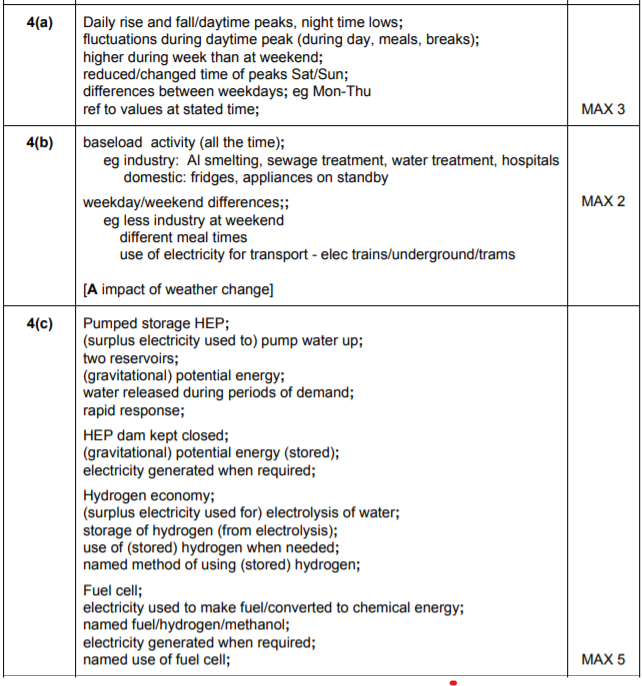 4(a)
Daily rise and fall/daytime peaks, night time lows;
fluctuations during daytime peak (during day, meals, breaks);
higher during week than at weekend;
reduced/changed time of peaks Sat/Sun;
differences between weekdays; eg Mon-Thu
ref to values at stated time;
MAX 3
4(b)
baseload activity (all the time);
eg industry: Al smelting, sewage treatment, water treatment, hospitals
domestic: fridges, appliances on standby
weekday/weekend differences;;
MAX 2
eg less industry at weekend
different meal times
use of electricity for transport - elec trains/underground/trams
[A impact of weather change]
4(c)
Pumped storage HEP;
(surplus electricity used to) pump water up;
two reservoirs;
(gravitational) potential energy;
water released during periods of demand;
rapid response;
HEP dam kept closed;
(gravitational) potential energy (stored);
electricity generated when required;
Hydrogen economy;
(surplus electricity used for) electrolysis of water;
storage of hydrogen (from electrolysis);
use of (stored) hydrogen when needed;
named method of using (stored) hydrogen;
Fuel cell;
electricity used to make fuel/converted to chemical energy;
named fuel/hydrogen/methanol;
electricity generated when required;
named use of fuel cell;
MAX 5